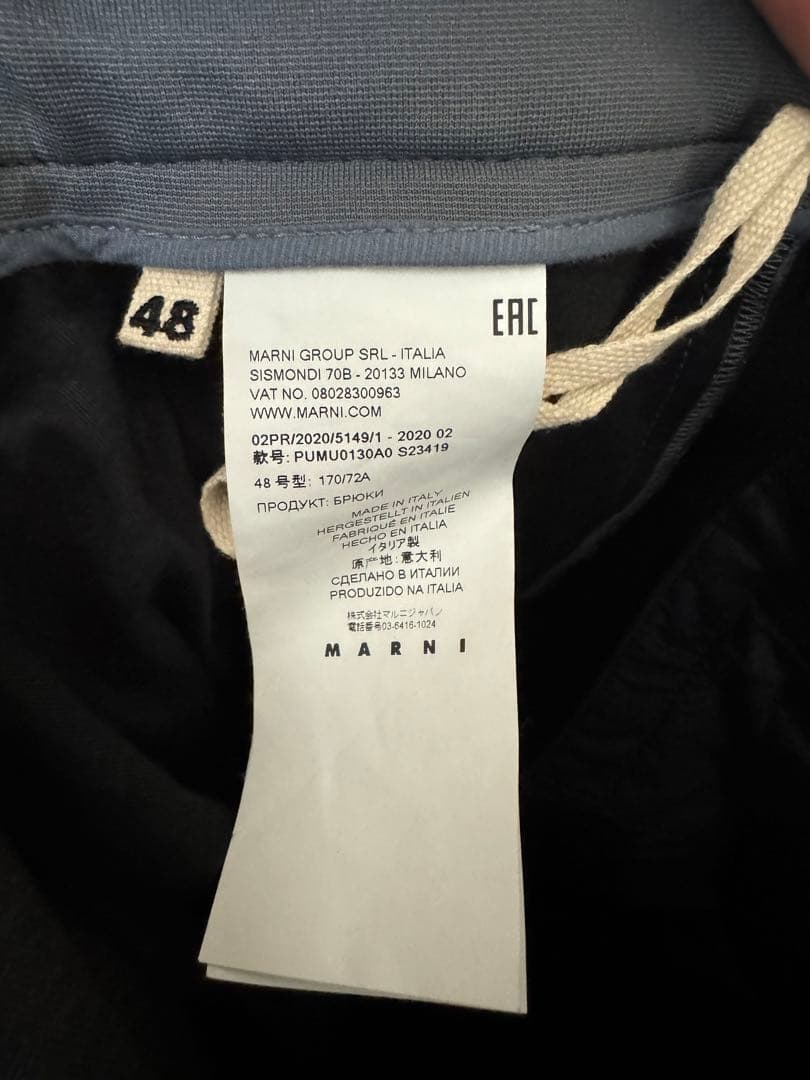 48
EAC
MARNI GROUP SRL - ITALIA
SISMONDI 70B - 20133 MILANO
VAT NO. 08028300963
WWW.MARNI.COM
02PR/2020/5149/1 - 2020 02
款号: PUMU0130A0 S23419
48 号型: 170/72A
ПРОДУКТ: БРЮКИ
MADE IN ITALY
HERGESTELLT IN ITALIEN
FABRIQUÉ EN ITALIE
HECHO EN ITALIA
イタリア製
原产地: 意大利
СДЕЛАНО В ИТАЛИИ
PRODUZIDO NA ITALIA
株式会社マルニジャパン
電話番号03-6416-1024
MARNI